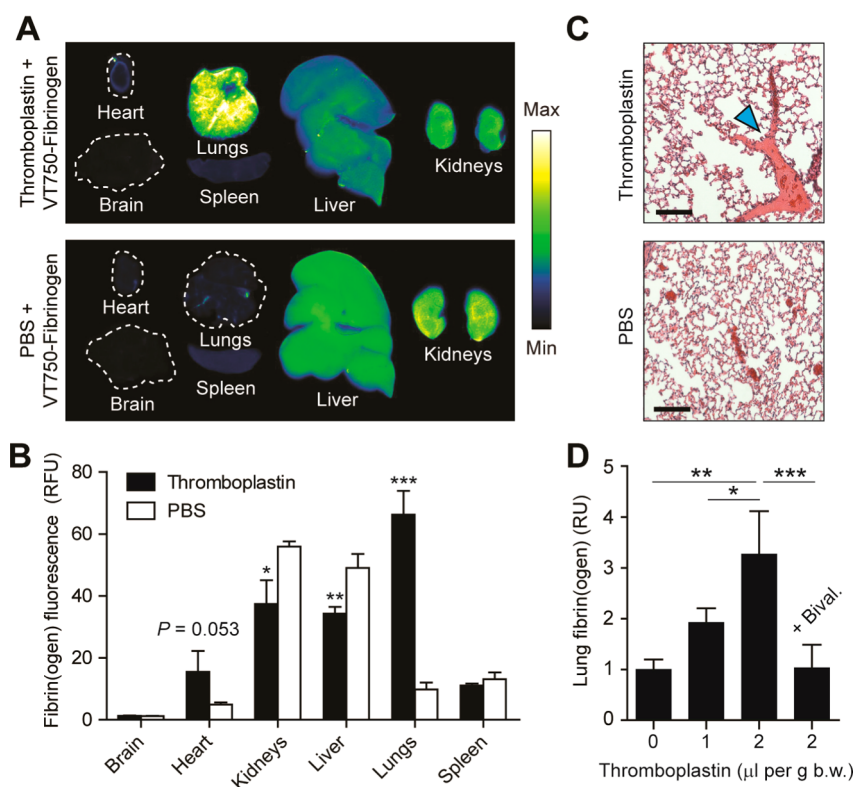 A
Thromboplastin +
VT750-Fibrinogen
Heart
Lungs
Brain
Spleen
Liver
Kidneys
PBS +
VT750-Fibrinogen
Heart
Lungs
Brain
Spleen
Liver
Kidneys
Max
Min
C
Thromboplastin
PBS
B
Fibrin(ogen) fluorescence (RFU)
80
60
40
20
0
Thromboplastin
PBS
P = 0.053
*
**
***
Brain
Heart
Kidneys
Liver
Lungs
Spleen
D
Lung fibrin(ogen) (RU)
5
4
3
2
1
0
**
***
*
+ Bival.
0 1 2 2
Thromboplastin (µl per g b.w.)